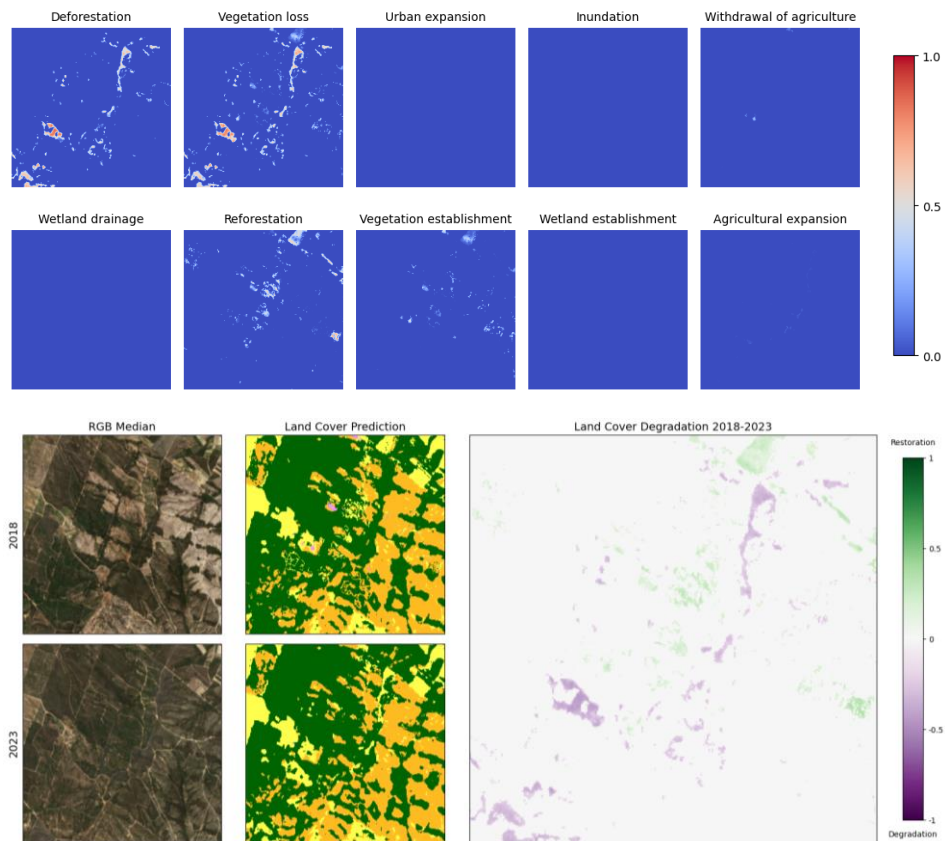 Deforestation
Vegetation loss
Urban expansion
Inundation
Withdrawal of agriculture
1.0
0.5
0.0
Wetland drainage
Reforestation
Vegetation establishment
Wetland establishment
Agricultural expansion
RGB Median
Land Cover Prediction
Land Cover Degradation 2018-2023
2018
2023
Restoration
1
0.5
0
-0.5
-1
Degradation